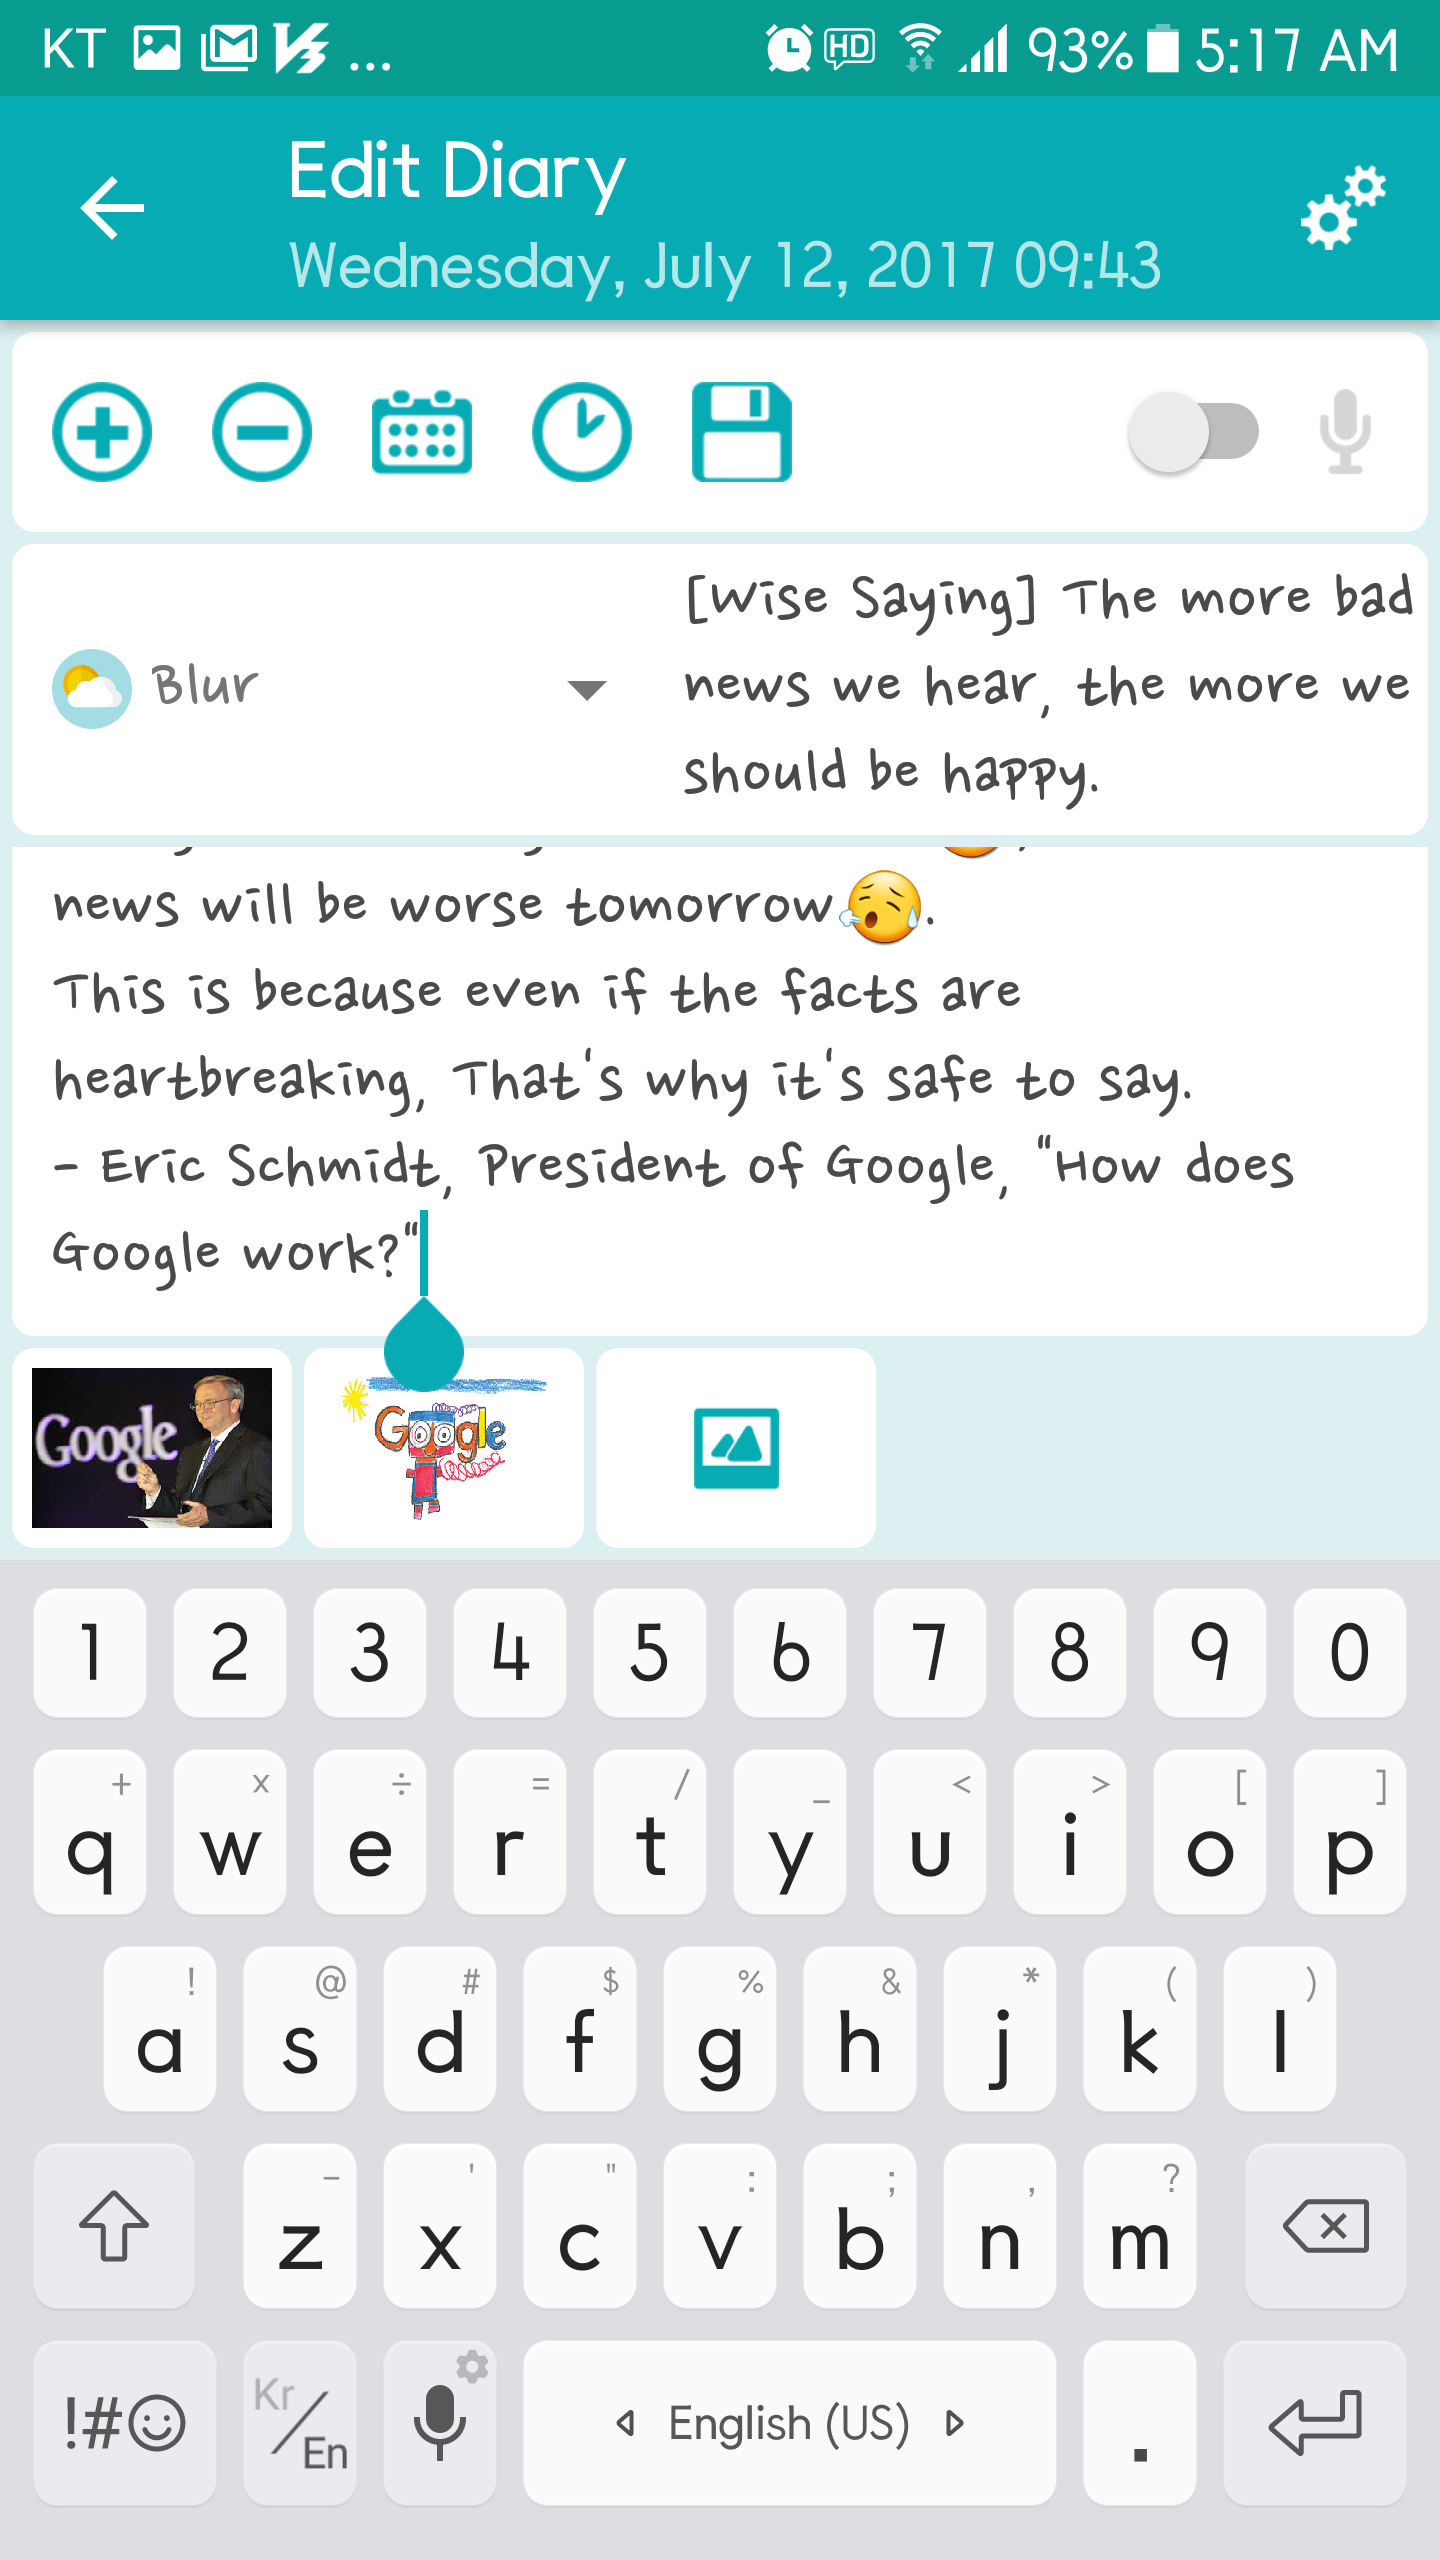 KT ... HD 93% 5:17 AM
Edit Diary
Wednesday, July 12, 2017 09:43
Blur
[Wise Saying] The more bad
news we hear, the more we
should be happy.
news will be worse tomorrow😥.
This is because even if the facts are
heartbreaking, That's why it's safe to say.
- Eric Schmidt, President of Google, "How does
Google work?"
Google
Google
1 2 3 4 5 6 7 8 9 0
+ x ÷ = / _ < > [ ]
q w e r t y u i o p
! @ # $ % & * ( )
a s d f g h j k l
- ' " : ; , ?
z x c v b n m
!#☺ Kr/En English (US) .